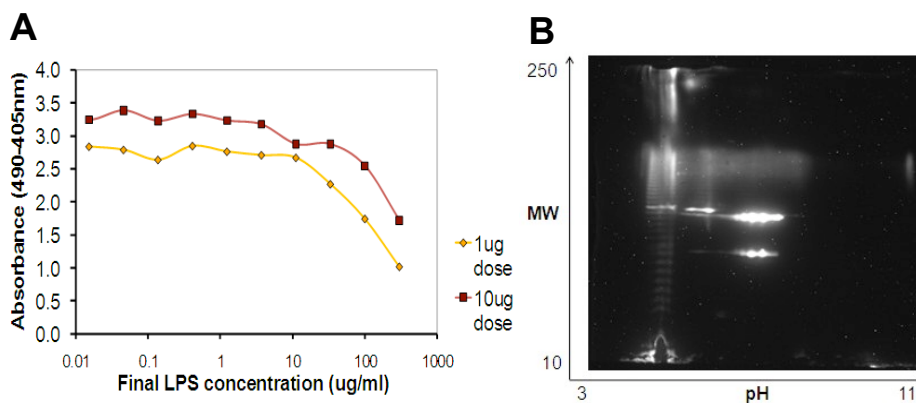 A
Absorbance (490-405nm)
4.0
3.5
3.0
2.5
2.0
1.5
1.0
0.5
0.0
0.01 0.1 1 10 100 1000
Final LPS concentration (ug/ml)
1ug
dose
10ug
dose
B
250
MW
10
3 pH 11